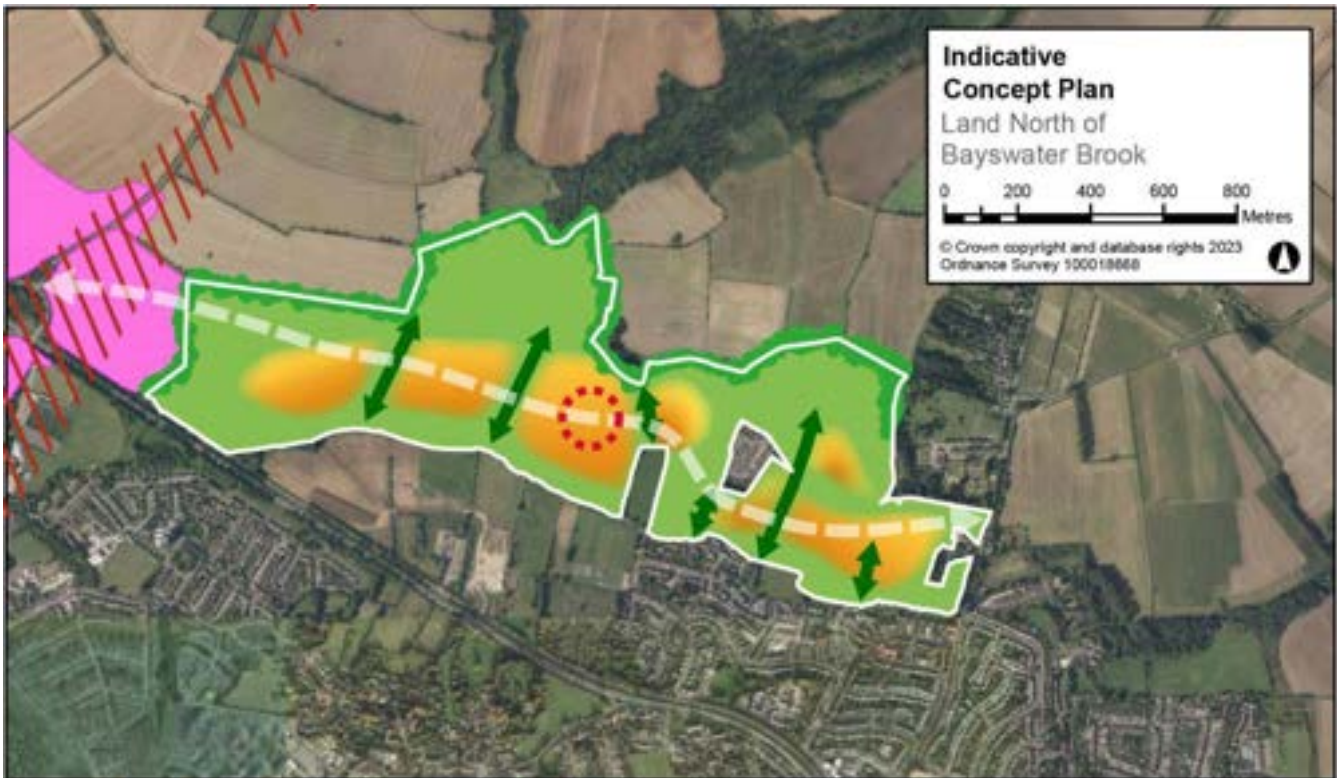 Indicative
Concept Plan
Land North of
Bayswater Brook
0 200 400 600 800
Metres
© Crown copyright and database rights 2023
Ordnance Survey 100018668